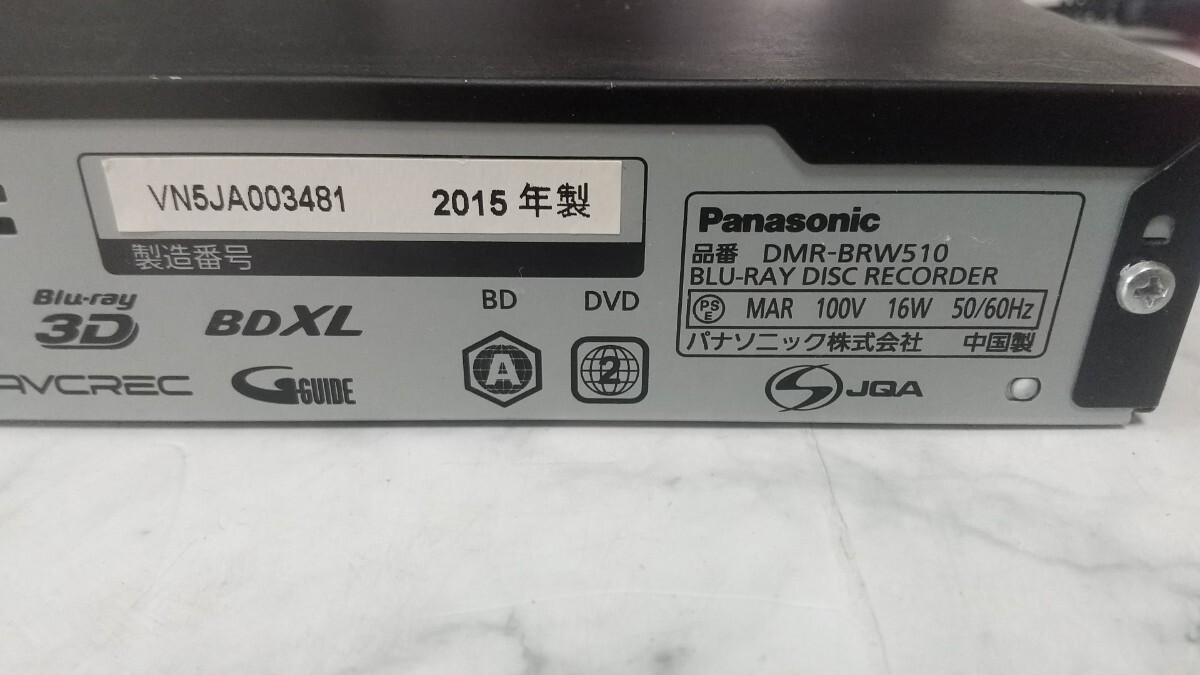 VN5JA003481 2015 年製
製造番号
Blu-ray
3D
BDXL
AVCREC
G-GUIDE
BD
A
DVD
2
Panasonic
品番 DMR-BRW510
BLU-RAY DISC RECORDER
PSE MAR 100V 16W 50/60Hz
パナソニック株式会社 中国製
JQA